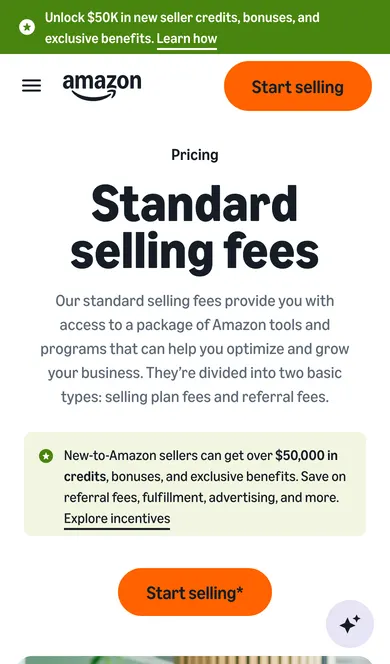 Unlock $50K in new seller credits, bonuses, and
exclusive benefits. Learn how
amazon
Start selling
Pricing
Standard
selling fees
Our standard selling fees provide you with
access to a package of Amazon tools and
programs that can help you optimize and grow
your business. They’re divided into two basic
types: selling plan fees and referral fees.
New-to-Amazon sellers can get over $50,000 in
credits, bonuses, and exclusive benefits. Save on
referral fees, fulfillment, advertising, and more.
Explore incentives
Start selling*